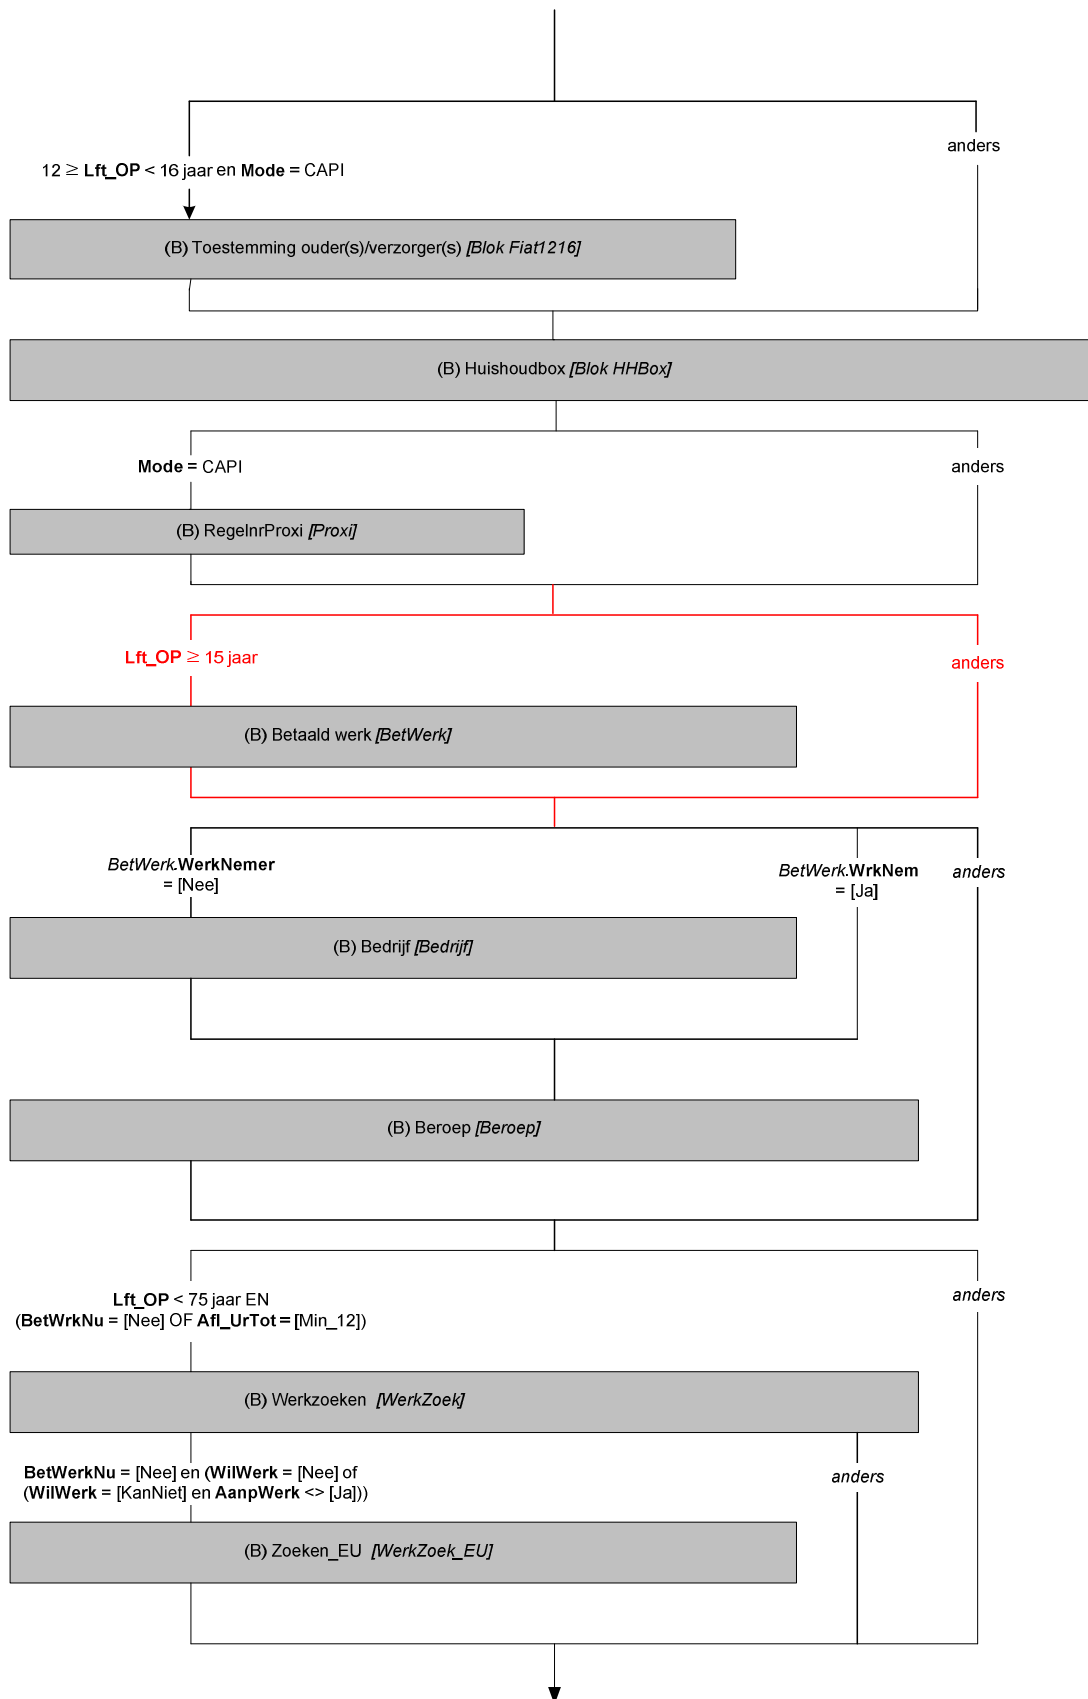 anders
12 ≥ Lft_OP < 16 jaar en Mode = CAPI
(B) Toestemming ouder(s)/verzorger(s) [Blok Fiat1216]
(B) Huishoudbox [Blok HHBox]
Mode = CAPI
anders
(B) RegelnrProxi [Proxi]
Lft_OP ≥ 15 jaar
anders
(B) Betaald werk [BetWerk]
BetWerk.WerkNemer
= [Nee]
BetWerk.WrkNem
= [Ja]
anders
(B) Bedrijf [Bedrijf]
(B) Beroep [Beroep]
Lft_OP < 75 jaar EN
(BetWrkNu = [Nee] OF Afl_UrTot = [Min_12])
anders
(B) Werkzoeken [WerkZoek]
BetWerkNu = [Nee] en (WilWerk = [Nee] of
(WilWerk = [KanNiet] en AanpWerk <> [Ja]))
anders
(B) Zoeken_EU [WerkZoek_EU]